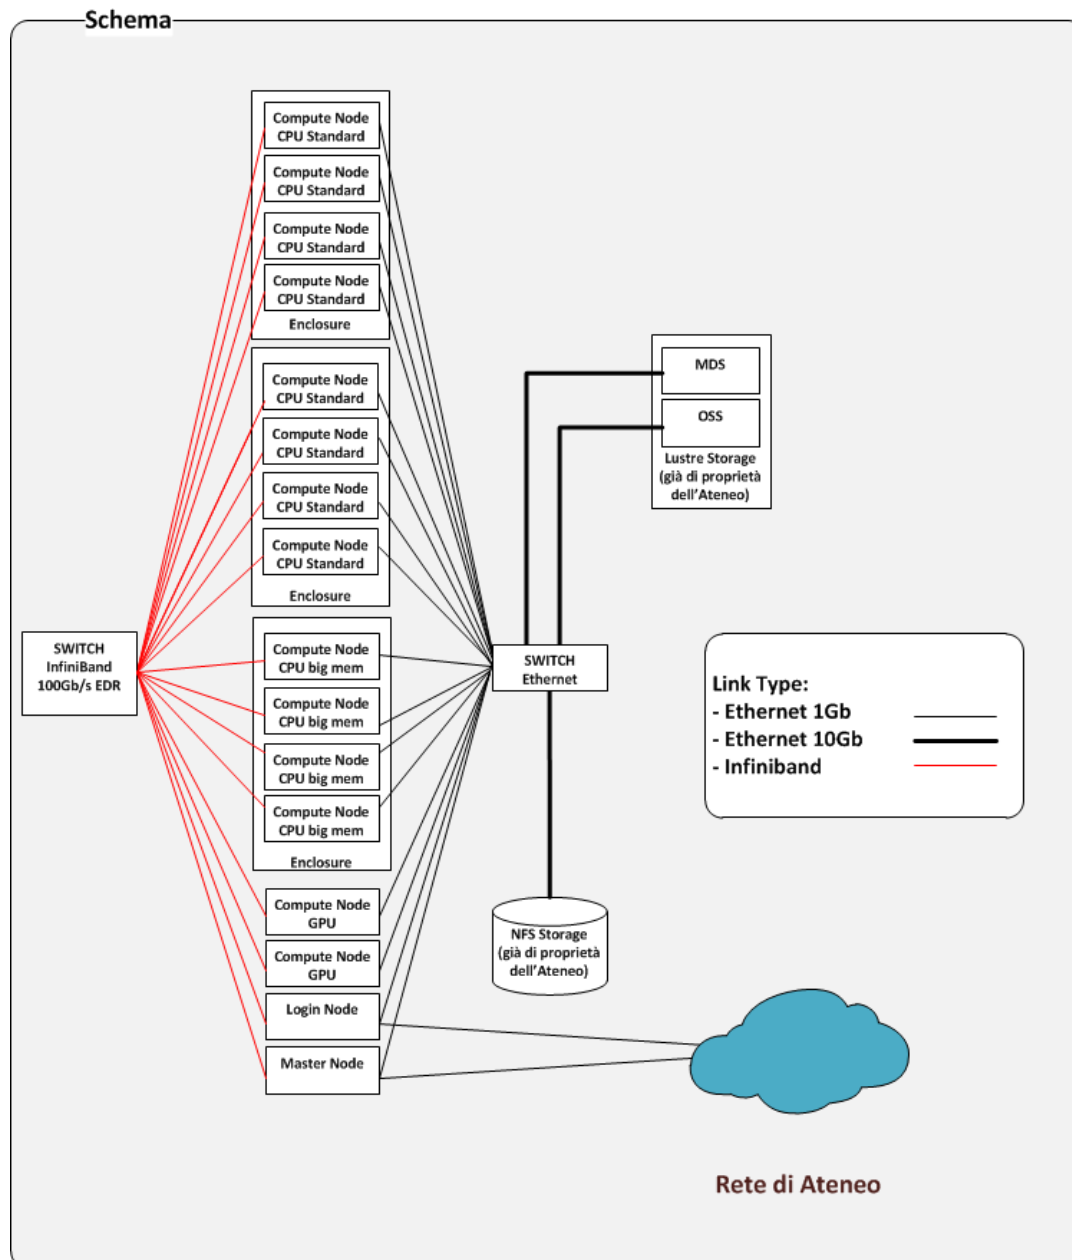 Schema
Compute Node
CPU Standard
Compute Node
CPU Standard
Compute Node
CPU Standard
Compute Node
CPU Standard
Enclosure
Compute Node
CPU Standard
Compute Node
CPU Standard
Compute Node
CPU Standard
Compute Node
CPU Standard
Enclosure
Compute Node
CPU big mem
Compute Node
CPU big mem
Compute Node
CPU big mem
Compute Node
CPU big mem
Enclosure
Compute Node
GPU
Compute Node
GPU
Login Node
Master Node
SWITCH
InfiniBand
100Gb/s EDR
SWITCH
Ethernet
MDS
OSS
Lustre Storage
(già di proprietà
dell'Ateneo)
NFS Storage
(già di proprietà
dell'Ateneo)
Link Type:
- Ethernet 1Gb
- Ethernet 10Gb
- Infiniband
Rete di Ateneo